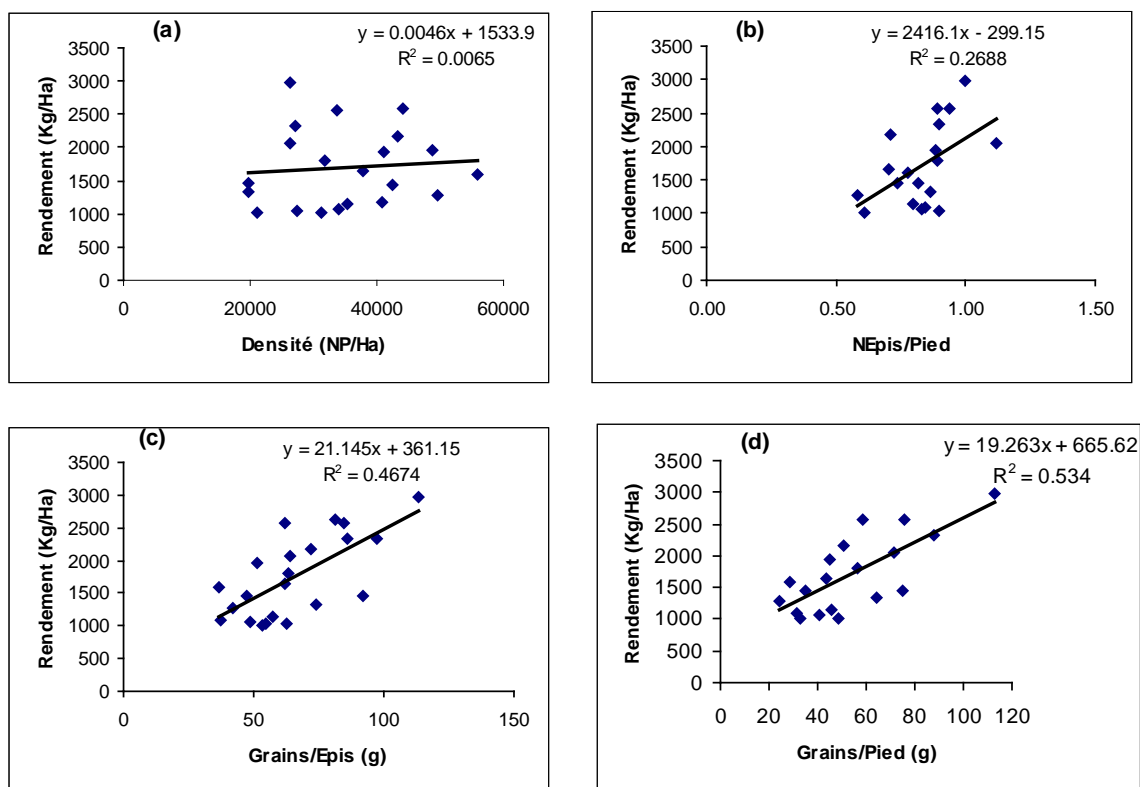 (a)
y = 0.0046x + 1533.9
R² = 0.0065
Rendement (Kg/Ha)
3500
3000
2500
2000
1500
1000
500
0
0 20000 40000 60000
Densité (NP/Ha)
(b)
y = 2416.1x - 299.15
R² = 0.2688
Rendement (Kg/Ha)
3500
3000
2500
2000
1500
1000
500
0
0.00 0.50 1.00 1.50
NEpis/Pied
(c)
y = 21.145x + 361.15
R² = 0.4674
Rendement (Kg/Ha)
3500
3000
2500
2000
1500
1000
500
0
0 50 100 150
Grains/Epis (g)
(d)
y = 19.263x + 665.62
R² = 0.534
Rendement (Kg/Ha)
3500
3000
2500
2000
1500
1000
500
0
0 20 40 60 80 100 120
Grains/Pied (g)